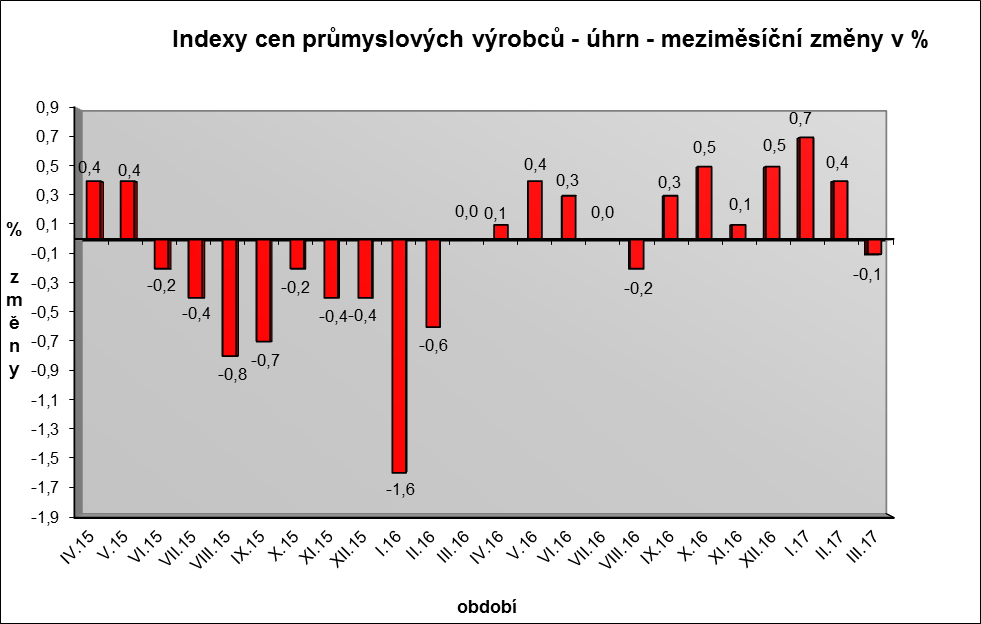 Indexy cen průmyslových výrobců - úhrn - meziměsíční změny v %
0,9
0,7
0,5
0,3
0,1
-0,1
-0,3
-0,5
-0,7
-0,9
-1,1
-1,3
-1,5
-1,7
-1,9
% změny
0,4
0,4
-0,2
-0,4
-0,8
-0,7
-0,2
-0,4
-0,4
-1,6
-0,6
0,0
0,1
0,4
0,3
0,0
-0,2
0,3
0,5
0,1
0,5
0,7
0,4
-0,1
IV.15
V.15
VI.15
VII.15
VIII.15
IX.15
X.15
XI.15
XII.15
I.16
II.16
III.16
IV.16
V.16
VI.16
VII.16
VIII.16
IX.16
X.16
XI.16
XII.16
I.17
II.17
III.17
období